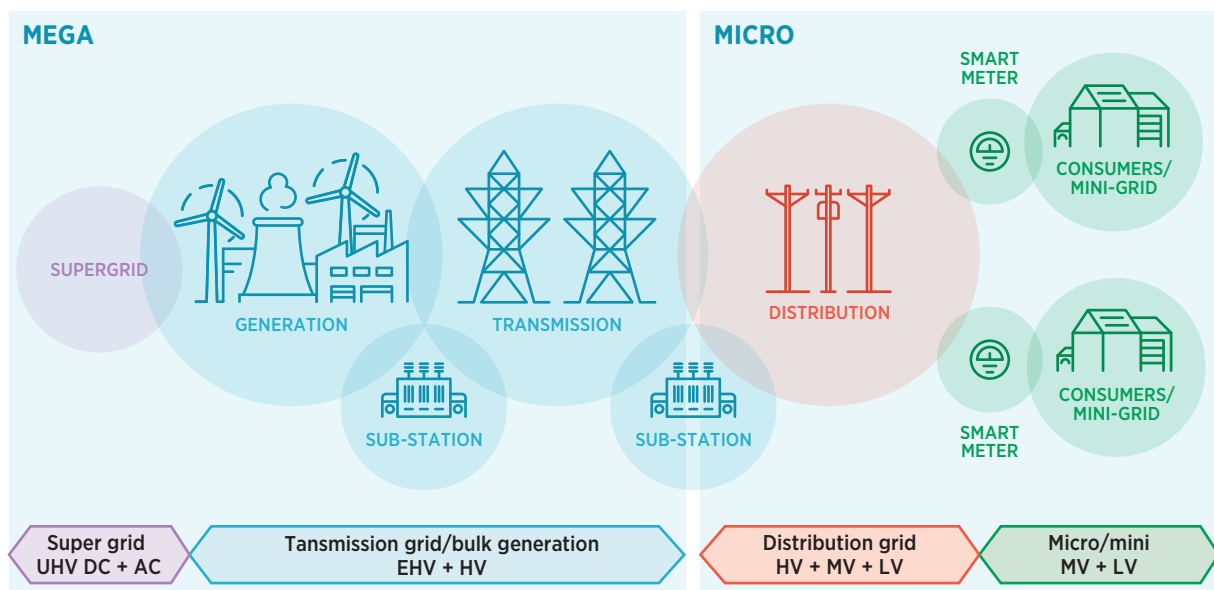 MEGA
MICRO
SMART
METER
CONSUMERS/
MINI-GRID
SUPERGRID
GENERATION
TRANSMISSION
DISTRIBUTION
SUB-STATION
SUB-STATION
CONSUMERS/
MINI-GRID
SMART
METER
Super grid
UHV DC + AC
Tansmission grid/bulk generation
EHV + HV
Distribution grid
HV + MV + LV
Micro/mini
MV + LV